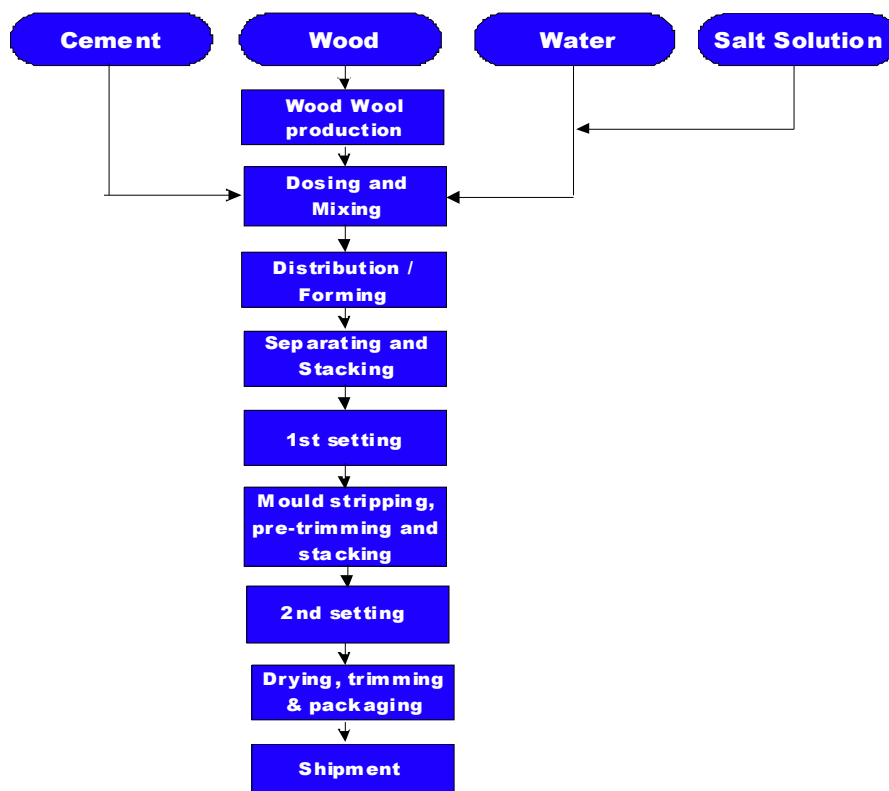 Cement
Wood
Water
Salt Solution
Wood Wool
production
Dosing and
Mixing
Distribution /
Forming
Separating and
Stacking
1st setting
Mould stripping,
pre-trimming and
stacking
2nd setting
Drying, trimming
& packaging
Shipment